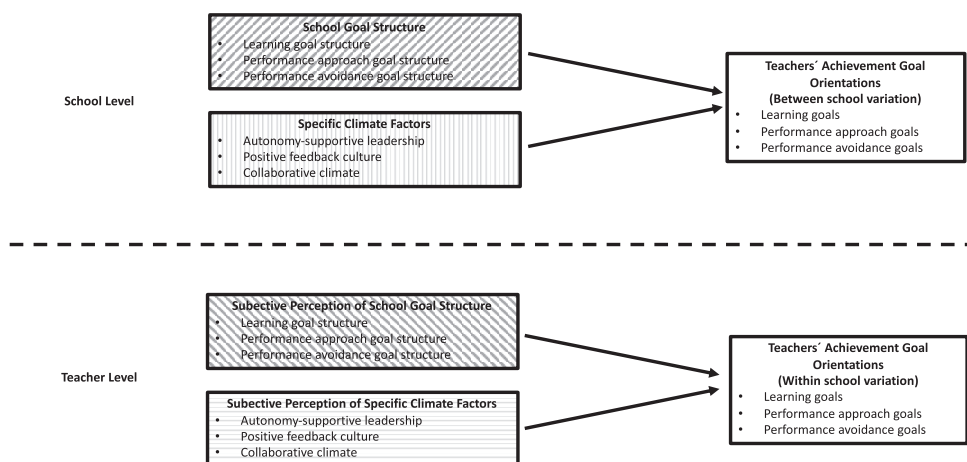 School Level
School Goal Structure
• Learning goal structure
• Performance approach goal structure
• Performance avoidance goal structure
Specific Climate Factors
• Autonomy-supportive leadership
• Positive feedback culture
• Collaborative climate
Teachers´ Achievement Goal
Orientations
(Between school variation)
• Learning goals
• Performance approach goals
• Performance avoidance goals
Teacher Level
Subective Perception of School Goal Structure
• Learning goal structure
• Performance approach goal structure
• Performance avoidance goal structure
Subective Perception of Specific Climate Factors
• Autonomy-supportive leadership
• Positive feedback culture
• Collaborative climate
Teachers´ Achievement Goal
Orientations
(Within school variation)
• Learning goals
• Performance approach goals
• Performance avoidance goals